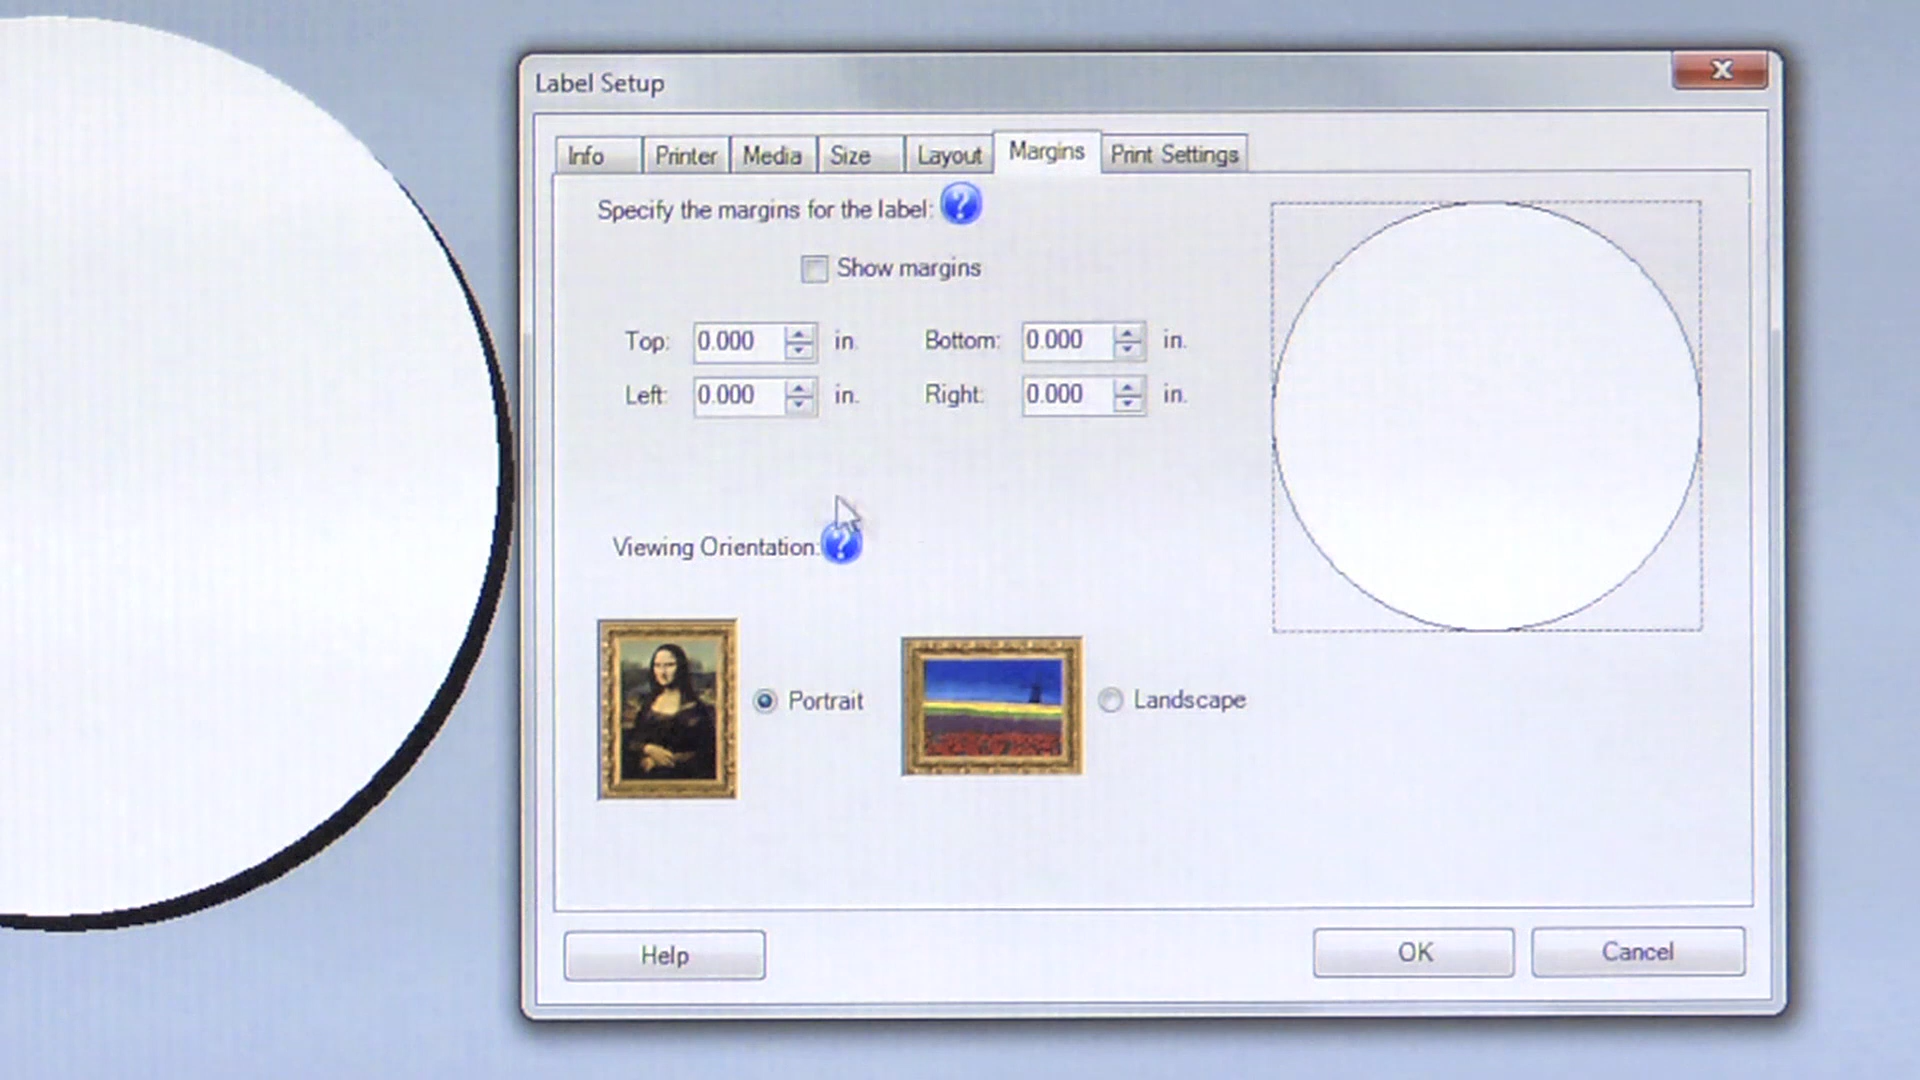 Label Setup
X
Info Printer Media Size Layout Margins Print Settings
Specify the margins for the label: ?
Show margins
Top: 0.000 in. Bottom: 0.000 in.
Left: 0.000 in. Right: 0.000 in.
Viewing Orientation: ?
Portrait Landscape
Help OK Cancel